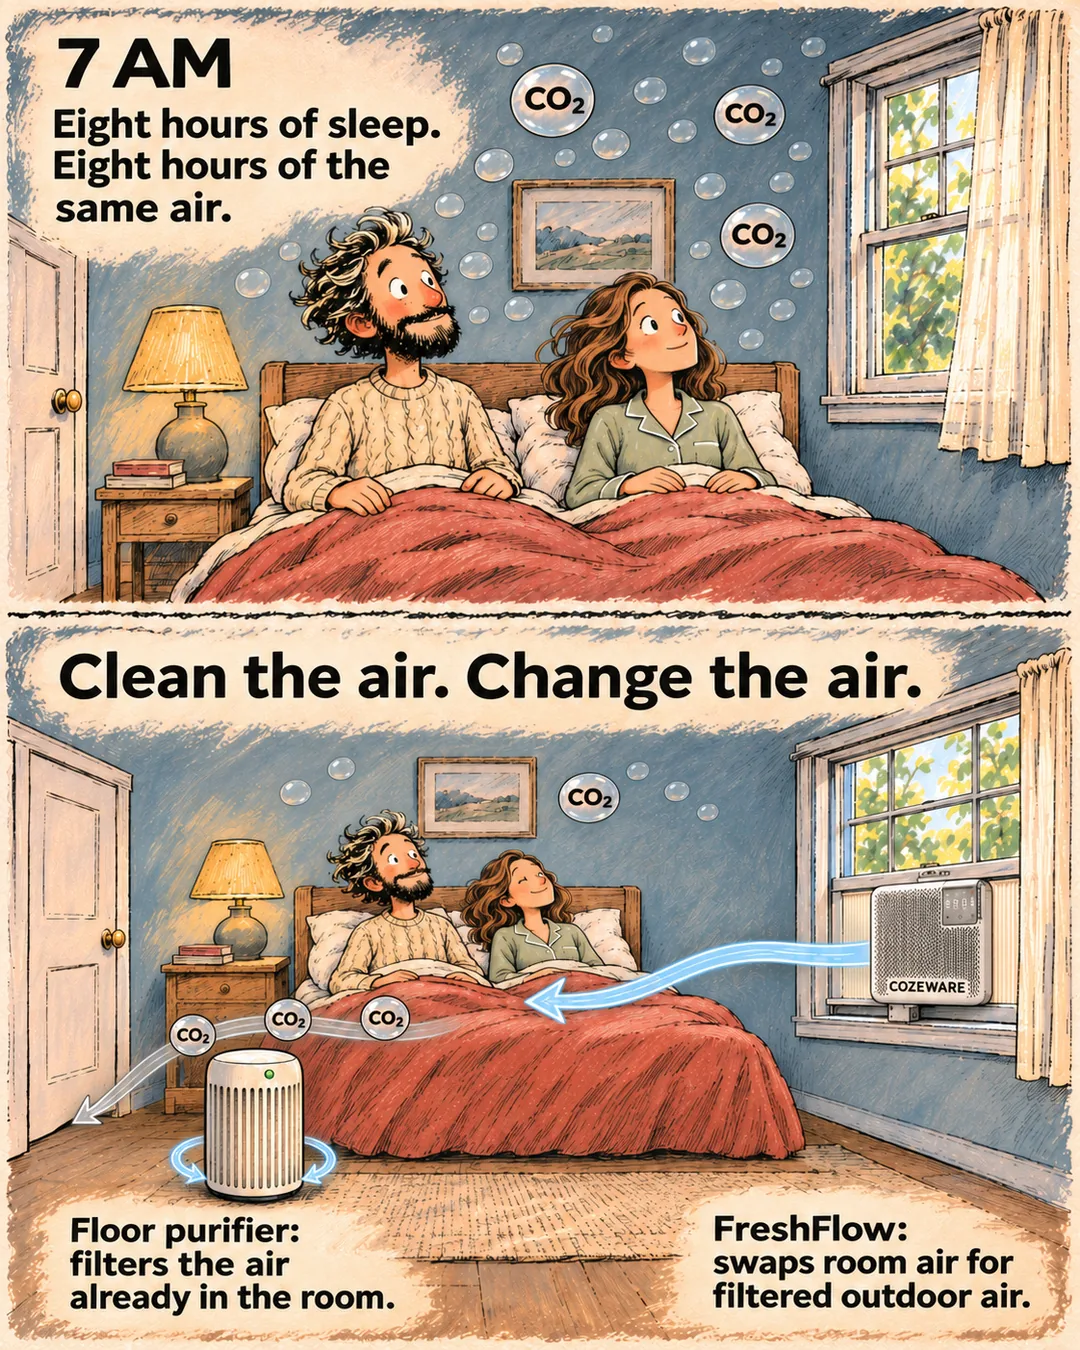 7 AM
Eight hours of sleep.
Eight hours of the
same air.
CO₂
CO₂
CO₂
Clean the air. Change the air.
CO₂
COZEWARE
CO₂
CO₂
CO₂
Floor purifier:
filters the air
already in the room.
FreshFlow:
swaps room air for
filtered outdoor air.